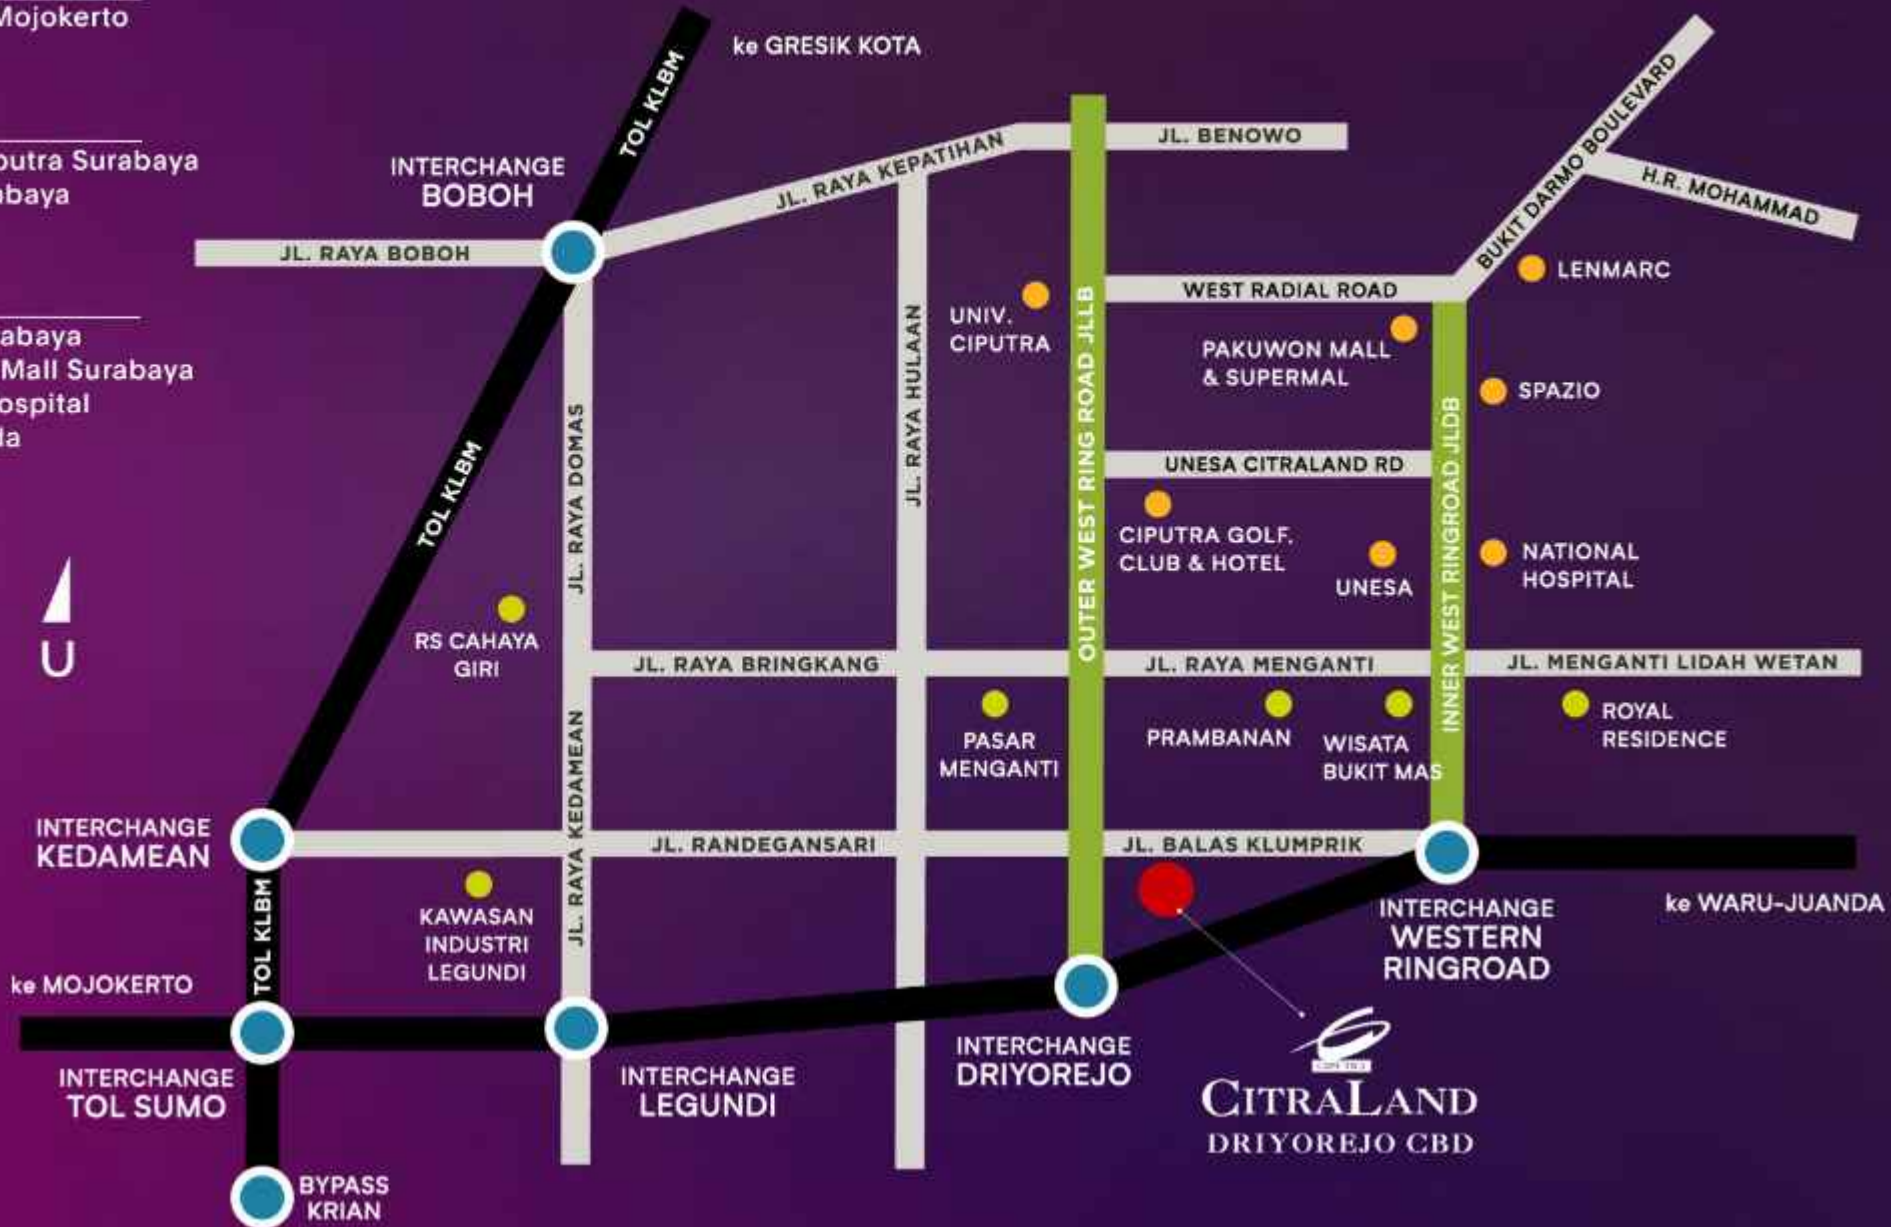 Mojokerto
putra Surabaya
abaya
abaya
Mall Surabaya
ospital
da
U
ke GRESIK KOTA
TOL KLBM
INTERCHANGE
BOBOH
JL. RAYA BOBOH
JL. RAYA KEPATIHAN
JL. BENOWO
BUKIT DARMO BOULEVARD
H.R. MOHAMMAD
LENMARC
WEST RADIAL ROAD
UNIV.
CIPUTRA
OUTER WEST RING ROAD JLLB
PAKUWON MALL
& SUPERMAL
SPAZIO
INNER WEST RINGROAD JLDB
JL. RAYA HULAAN
JL. RAYA DOMAS
TOL KLBM
UNESA CITRALAND RD
CIPUTRA GOLF.
CLUB & HOTEL
UNESA
NATIONAL
HOSPITAL
RS CAHAYA
GIRI
JL. RAYA BRINGKANG
JL. RAYA MENGANTI
JL. MENGANTI LIDAH WETAN
PASAR
MENGANTI
PRAMBANAN
WISATA
BUKIT MAS
ROYAL
RESIDENCE
JL. RAYA KEDAMEAN
INTERCHANGE
KEDAMEAN
JL. RANDEGANSARI
JL. BALAS KLUMPRIK
TOL KLBM
KAWASAN
INDUSTRI
LEGUNDI
ke WARU-JUANDA
INTERCHANGE
WESTERN
RINGROAD
ke MOJOKERTO
INTERCHANGE
TOL SUMO
INTERCHANGE
LEGUNDI
INTERCHANGE
DRIYOREJO
CITRALAND
DRIYOREJO CBD
BYPASS
KRIAN